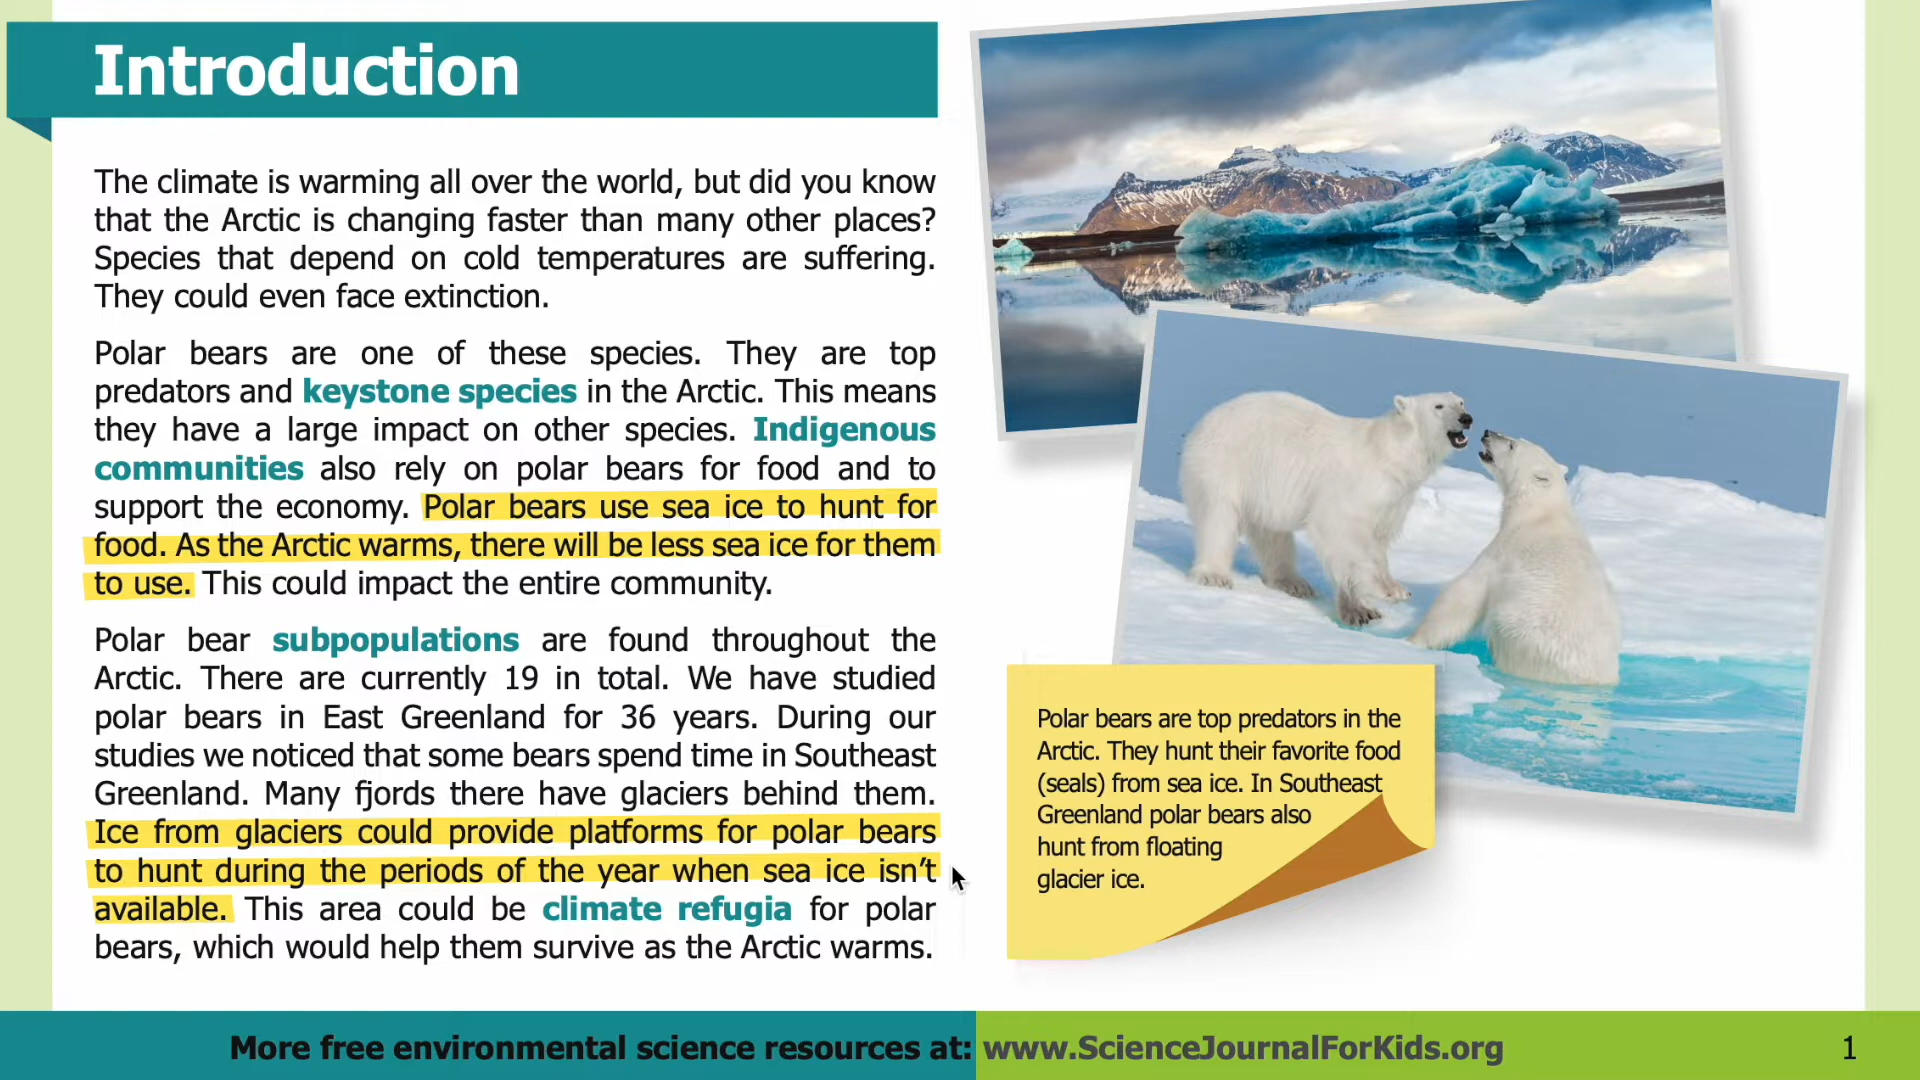 Introduction
The climate is warming all over the world, but did you know
that the Arctic is changing faster than many other places?
Species that depend on cold temperatures are suffering.
They could even face extinction.
Polar bears are one of these species. They are top
predators and keystone species in the Arctic. This means
they have a large impact on other species. Indigenous
communities also rely on polar bears for food and to
support the economy. Polar bears use sea ice to hunt for
food. As the Arctic warms, there will be less sea ice for them
to use. This could impact the entire community.
Polar bear subpopulations are found throughout the
Arctic. There are currently 19 in total. We have studied
polar bears in East Greenland for 36 years. During our
studies we noticed that some bears spend time in Southeast
Greenland. Many fjords there have glaciers behind them.
Ice from glaciers could provide platforms for polar bears
to hunt during the periods of the year when sea ice isn’t
available. This area could be climate refugia for polar
bears, which would help them survive as the Arctic warms.
Polar bears are top predators in the
Arctic. They hunt their favorite food
(seals) from sea ice. In Southeast
Greenland polar bears also
hunt from floating
glacier ice.
More free environmental science resources at: www.ScienceJournalForKids.org
1